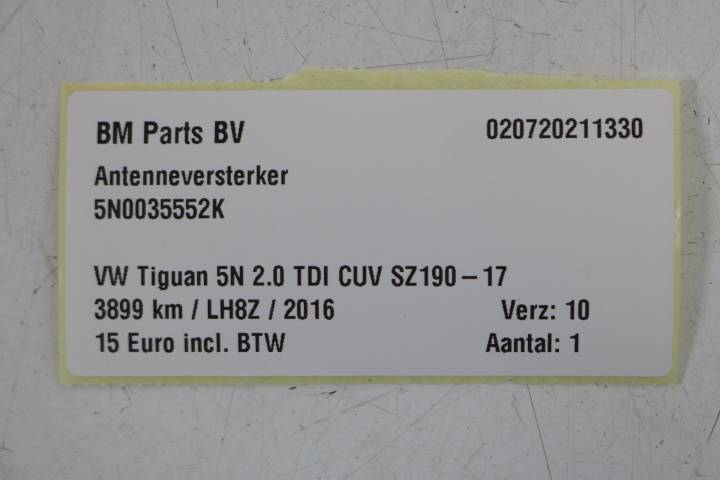 BM Parts BV 020720211330
Antenneversterker
5N0035552K
VW Tiguan 5N 2.0 TDI CUV SZ190-17
3899 km / LH8Z / 2016 Verz: 10
15 Euro incl. BTW Aantal: 1